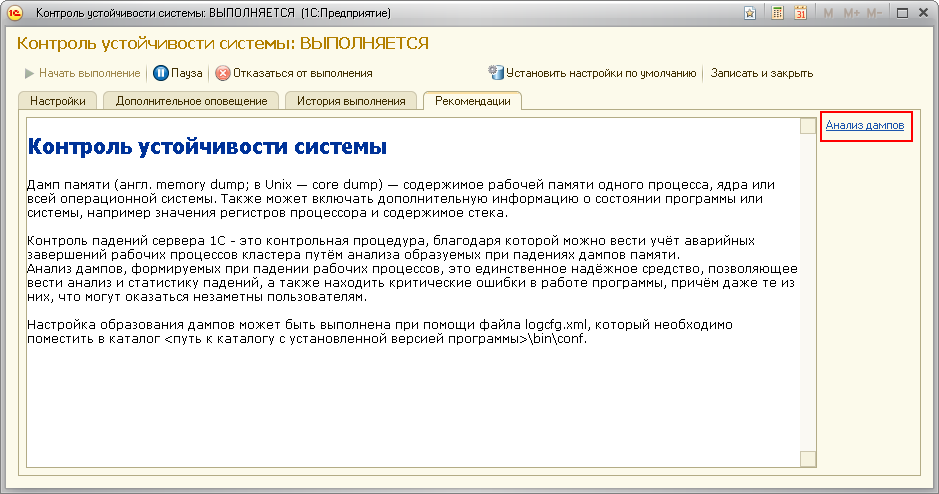 Контроль устойчивости системы: ВЫПОЛНЯЕТСЯ (1С:Предприятие)
M M+ M-
Контроль устойчивости системы: ВЫПОЛНЯЕТСЯ
Начать выполнение Пауза Отказаться от выполнения Установить настройки по умолчанию Записать и закрыть
Настройки Дополнительное оповещение История выполнения Рекомендации
Анализ дампов
Контроль устойчивости системы
Дамп памяти (англ. memory dump; в Unix — core dump) — содержимое рабочей памяти одного процесса, ядра или
всей операционной системы. Также может включать дополнительную информацию о состоянии программы или
системы, например значения регистров процессора и содержимое стека.
Контроль падений сервера 1С - это контрольная процедура, благодаря которой можно вести учёт аварийных
завершений рабочих процессов кластера путём анализа образуемых при падениях дампов памяти.
Анализ дампов, формируемых при падении рабочих процессов, это единственное надёжное средство, позволяющее
вести анализ и статистику падений, а также находить критические ошибки в работе программы, причём даже те из
них, что могут оказаться незаметны пользователям.
Настройка образования дампов может быть выполнена при помощи файла logcfg.xml, который необходимо
поместить в каталог <путь к каталогу с установленной версией программы>\bin\conf.